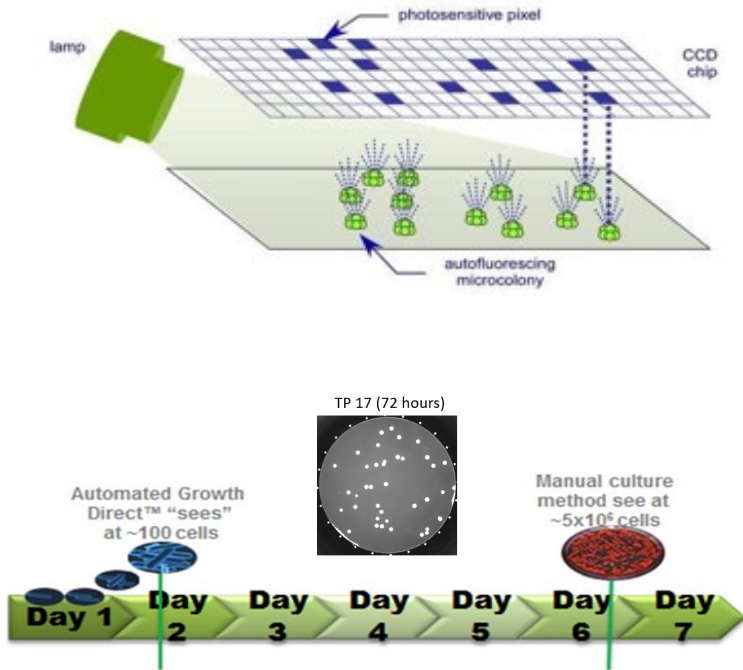 photosensitive pixel
lamp
CCD
chip
autofluorescing
microcolony
TP 17 (72 hours)
Automated Growth
Direct™ “sees”
at ~100 cells
Manual culture
method see at
~5x10⁶ cells
Day 1
Day
2
Day
3
Day
4
Day
5
Day
6
Day
7